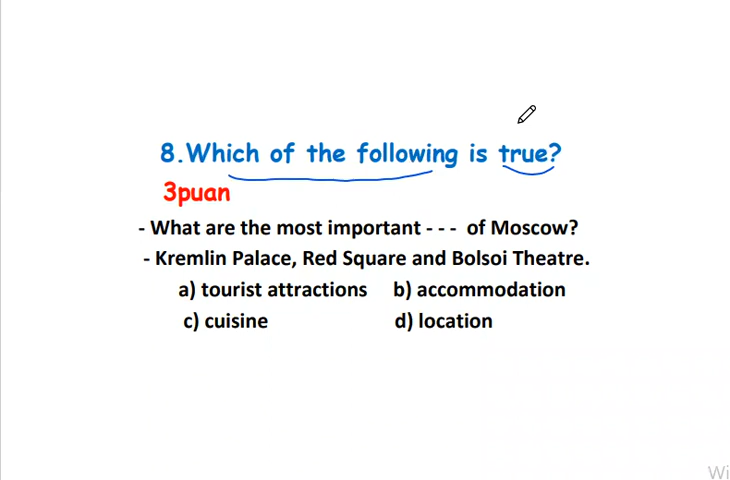 8.Which of the following is true?
3puan
- What are the most important - - - of Moscow?
- Kremlin Palace, Red Square and Bolsoi Theatre.
a) tourist attractions b) accommodation
c) cuisine d) location
Wi